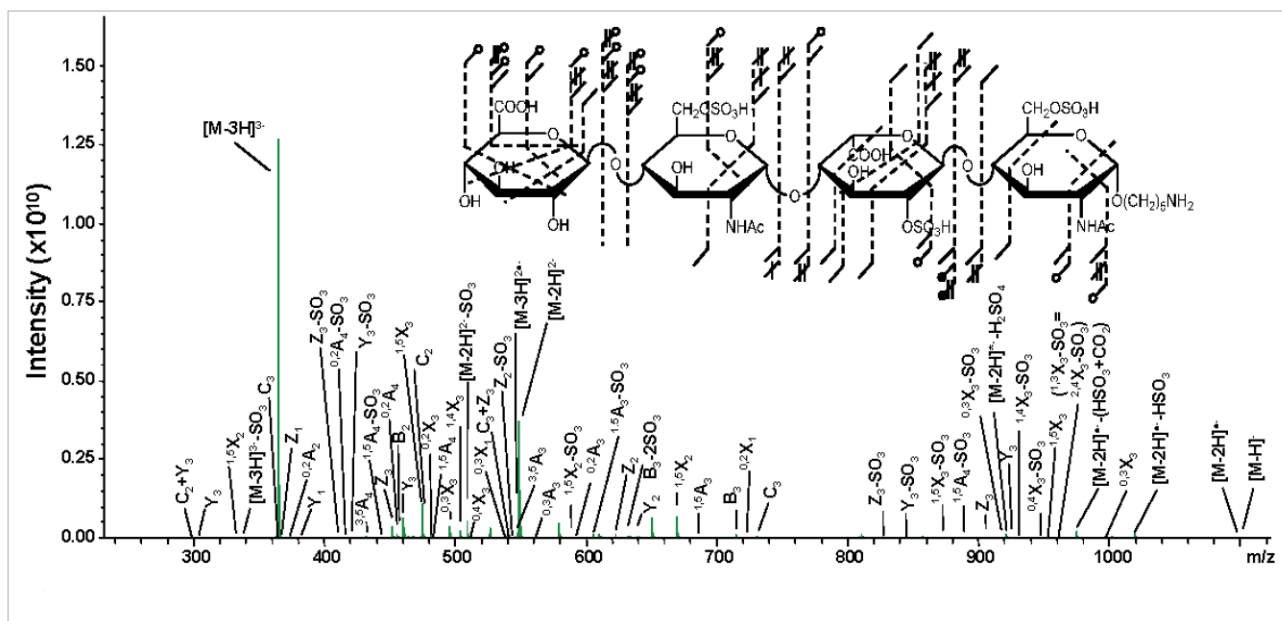 Intensity (x10¹⁰)
1.50
1.25
1.00
0.75
0.50
0.25
0.00
300
400
500
600
700
800
900
1000
m/z
COOH
O
OH
OH
OH
OH
O
CH₂OSO₃H
O
OH
NHAc
O
O
COOH
OH
OSO₃H
O
CH₂OSO₃H
O
OH
NHAc
O(CH₂)₅NH₂
C₂+Y₃
Y₃
¹,⁵X₂
[M-3H]³⁻-SO₃
C₃
[M-3H]³⁻
Z₁
⁰,²A₂
Y₁
Z₃-SO₃
⁰,²A₄-SO₃
Y₃-SO₃
³,⁵A₄
¹,⁵A₄-SO₃
Z₃
⁰,²A₄
B₂
Y₃
¹,⁵X₃
C₂
⁰,²X₃
⁰,³X₃
¹,⁵A₄
¹,⁴X₃
[M-2H]²⁻-SO₃
⁰,⁴X₃
⁰,³X₁
C₃+Z₃
Z₂-SO₃
[M-3H]²⁻•
[M-2H]²⁻
³,⁵A₃
⁰,³A₃
¹,⁵X₂-SO₃
⁰,²A₃
¹,⁵A₃-SO₃
Z₂
B₃-2SO₃
Y₂
¹,⁵X₂
¹,⁵A₃
B₃
⁰,²X₁
C₃
Z₃-SO₃
Y₃-SO₃
¹,⁵X₃-SO₃
¹,⁵A₄-SO₃
Z₃
⁰,³X₃-SO₃
[M-2H]•⁻-H₂SO₄
Y₃
¹,⁴X₃-SO₃
⁰,⁴X₃-SO₃
¹,⁵X₃
(¹,³X₃-SO₃=
²,⁴X₃-SO₃)
[M-2H]•⁻-(HSO₃+CO₂)
⁰,³X₃
[M-2H]•⁻-HSO₃
[M-2H]•⁻
[M-H]⁻